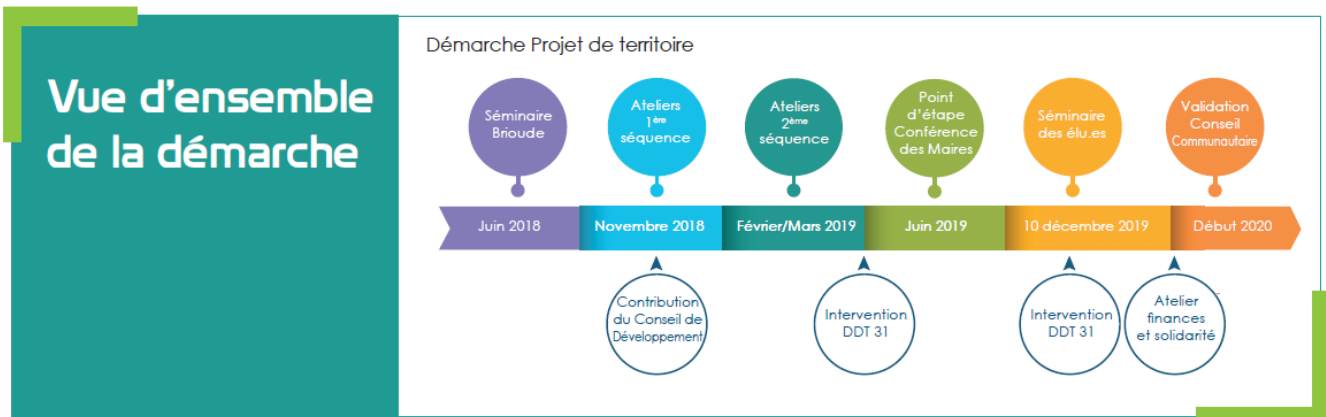 Vue d'ensemble
de la démarche
Démarche Projet de territoire
Séminaire
Brioude
Ateliers
1ère
séquence
Ateliers
2ème
séquence
Point
d'étape
Conférence
des Maires
Séminaire
des élu.es
Validation
Conseil
Communautaire
Juin 2018
Novembre 2018
Février/Mars 2019
Juin 2019
10 décembre 2019
Début 2020
Contribution
du Conseil de
Développement
Intervention
DDT 31
Intervention
DDT 31
Atelier
finances
et solidarité